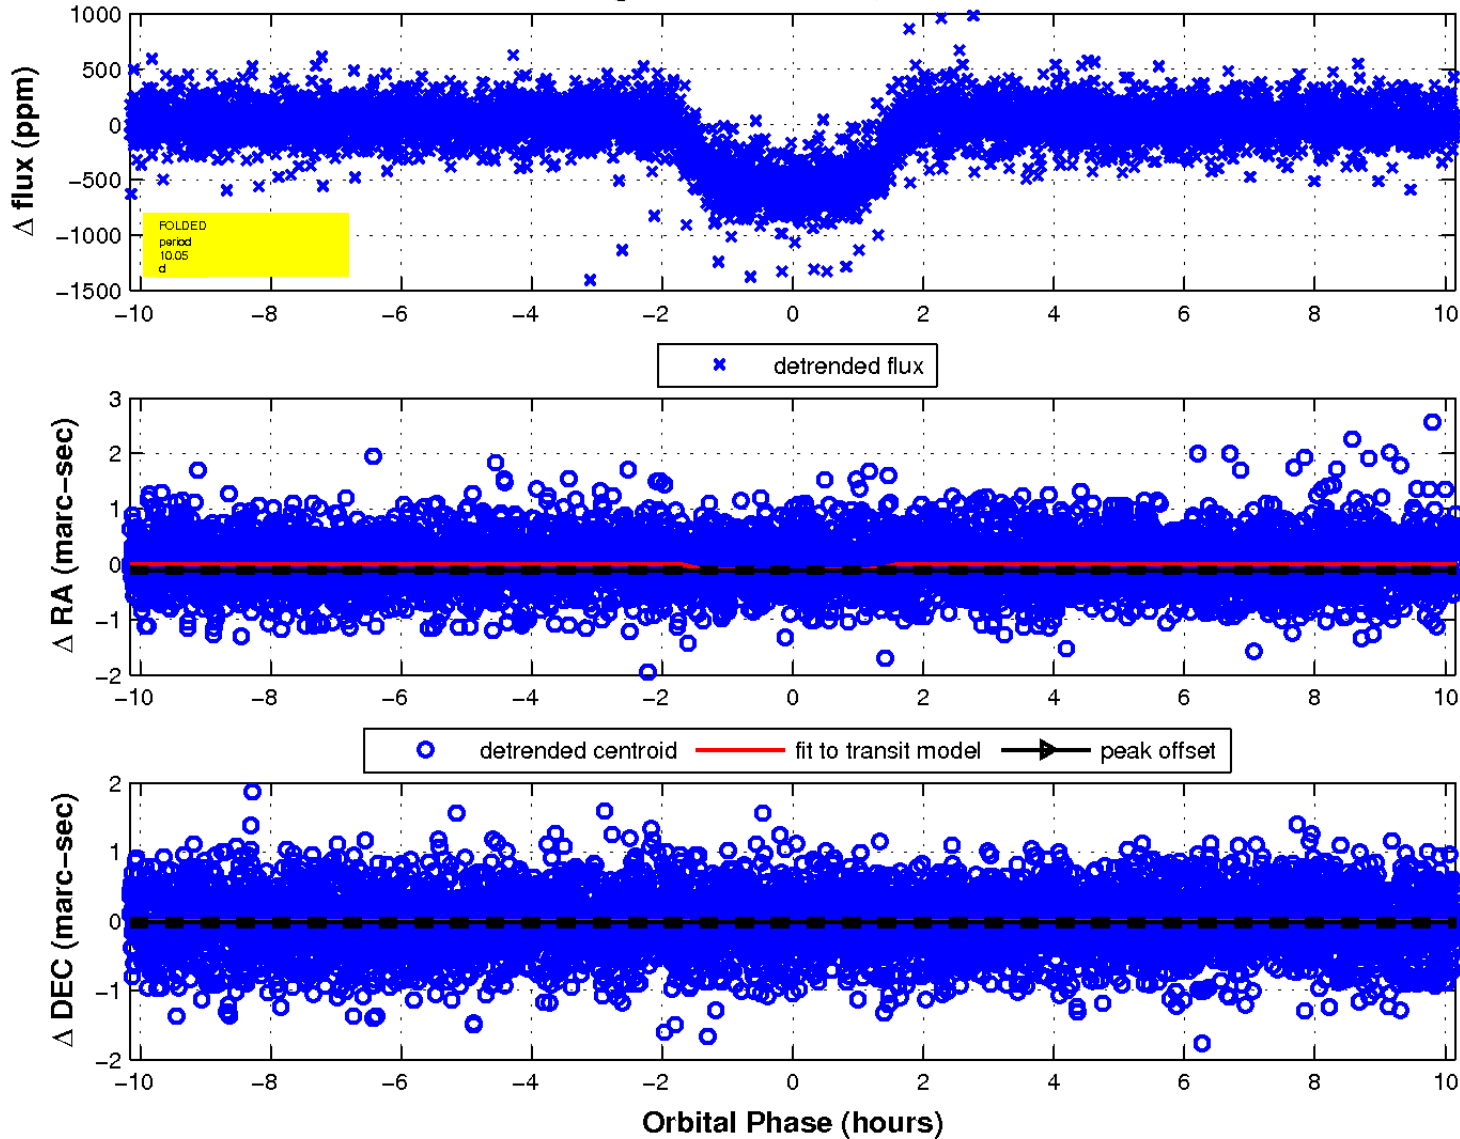 1000
500
0
−500
−1000
−1500
Δ flux (ppm)
FOLDED
period
10.05
d
−10 −8 −6 −4 −2 0 2 4 6 8 10
detrended flux
3
2
1
0
−1
−2
Δ RA (marc−sec)
−10 −8 −6 −4 −2 0 2 4 6 8 10
detrended centroid fit to transit model peak offset
2
1
0
−1
−2
Δ DEC (marc−sec)
−10 −8 −6 −4 −2 0 2 4 6 8 10
Orbital Phase (hours)